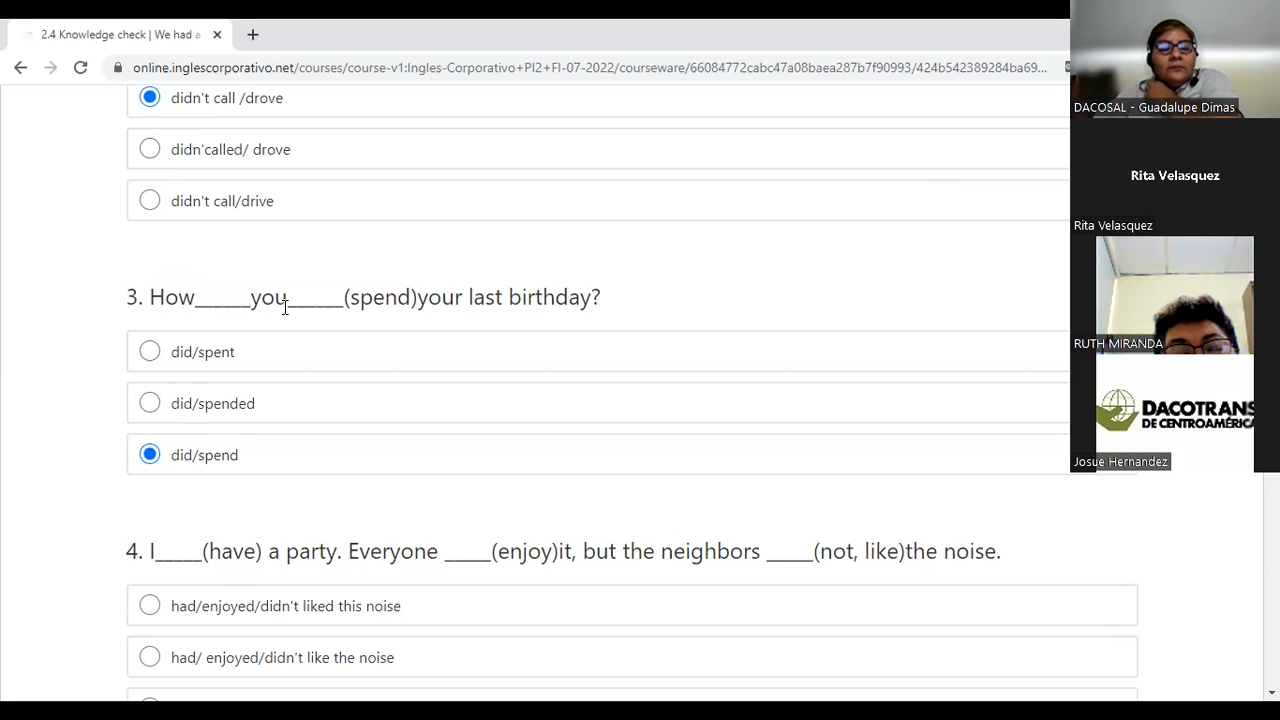 2.4 Knowledge check | We had a
online.inglescorporativo.net/courses/course-v1:Ingles-Corporativo+PI2+FI-07-2022/courseware/66084772cabc47a08baea287b7f90993/424b542389284ba69...
didn't call /drove
didn'called/ drove
didn't call/drive
3. How______you______(spend)your last birthday?
did/spent
did/spended
did/spend
4. I_____(have) a party. Everyone _____(enjoy)it, but the neighbors _____(not, like)the noise.
had/enjoyed/didn't liked this noise
had/ enjoyed/didn't like the noise
DACOSAL - Guadalupe Dimas
Rita Velasquez
Rita Velasquez
RUTH MIRANDA
DACOTRANS
DE CENTROAMÉRICA
Josue Hernandez